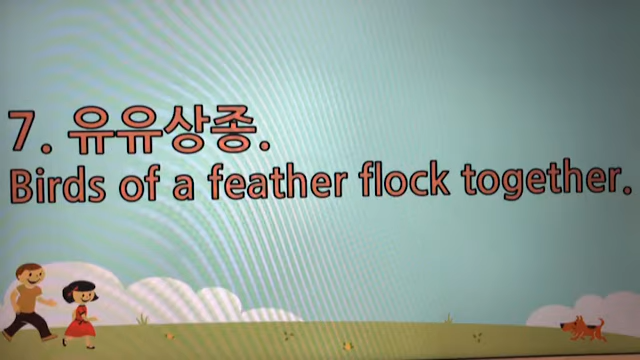 7. 유유상종.
Birds of a feather flock together.